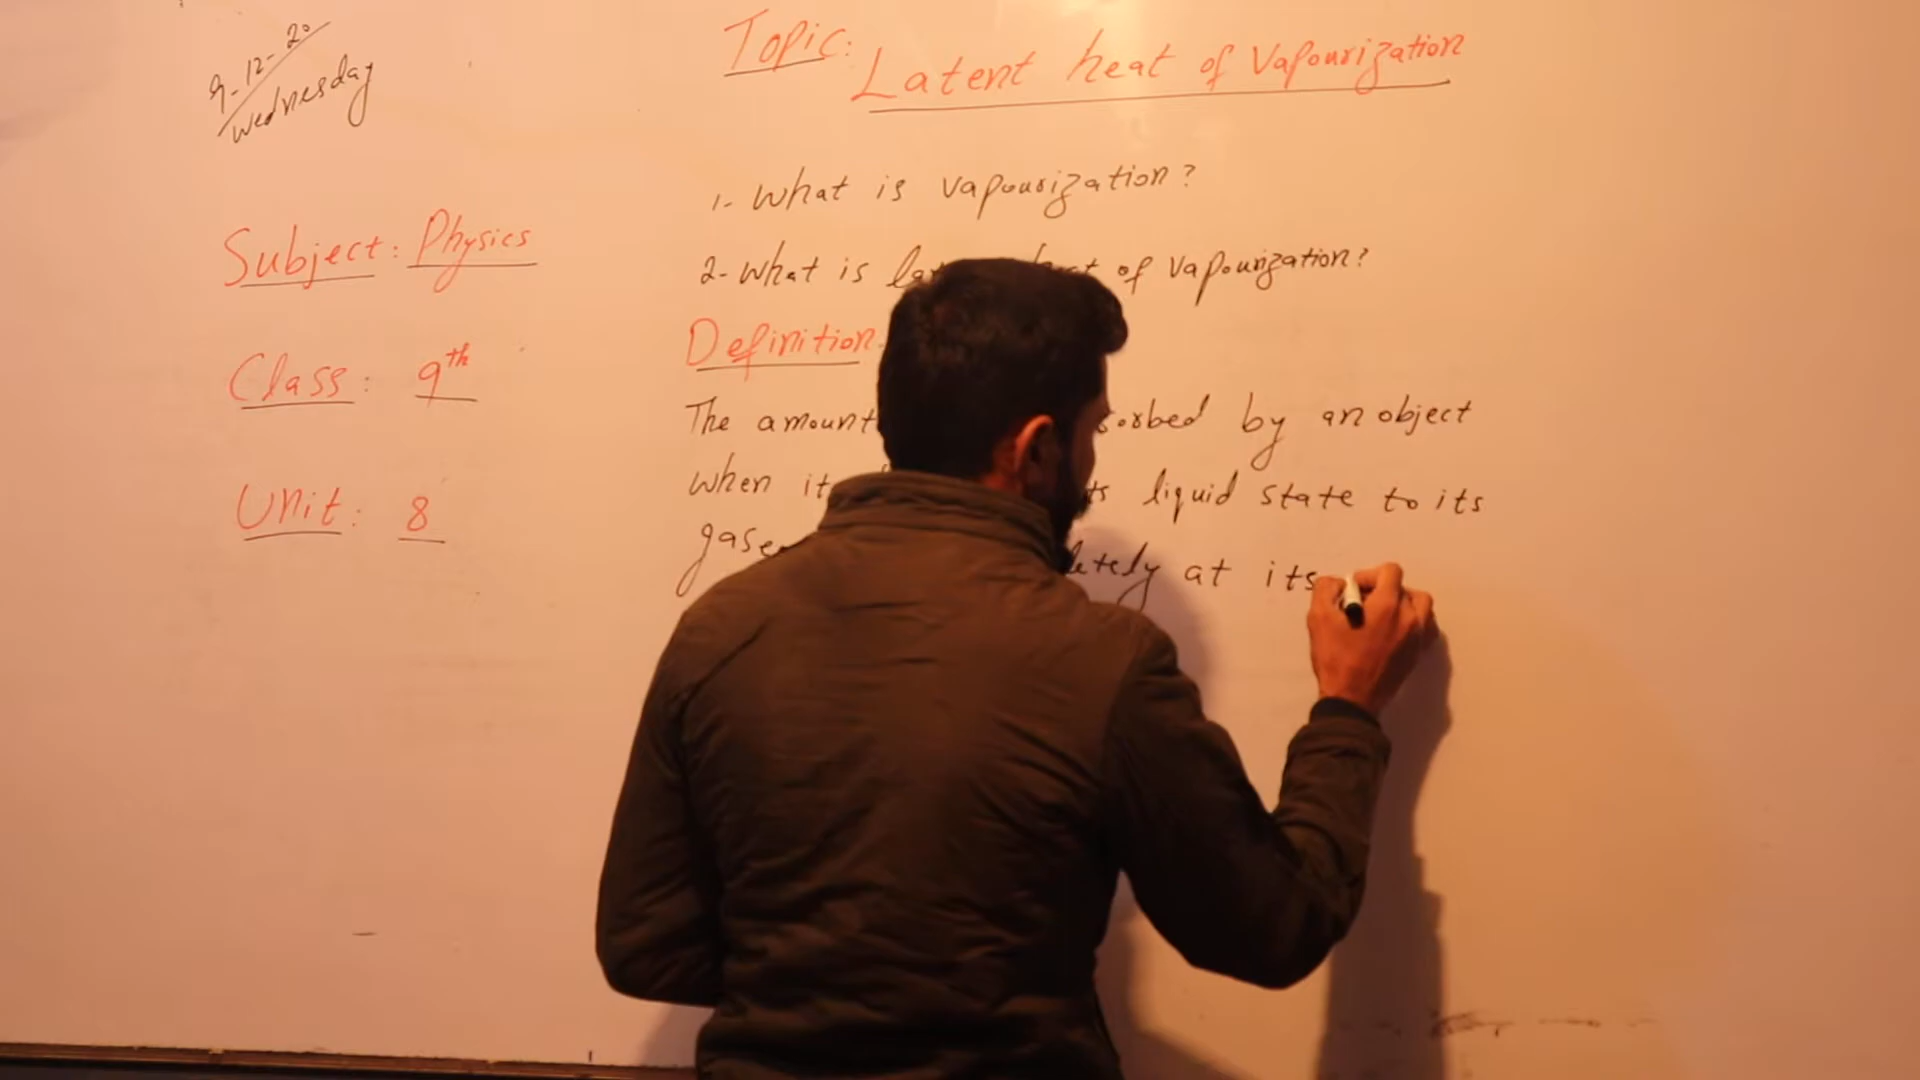 9-12-20
Wednesday
Subject: Physics
Class: 9th
Unit: 8
Topic: Latent heat of Vapourization
1- What is vapourization?
2- What is of vapourization?
Definition
The amount by an object
when it liquid state to its
at its